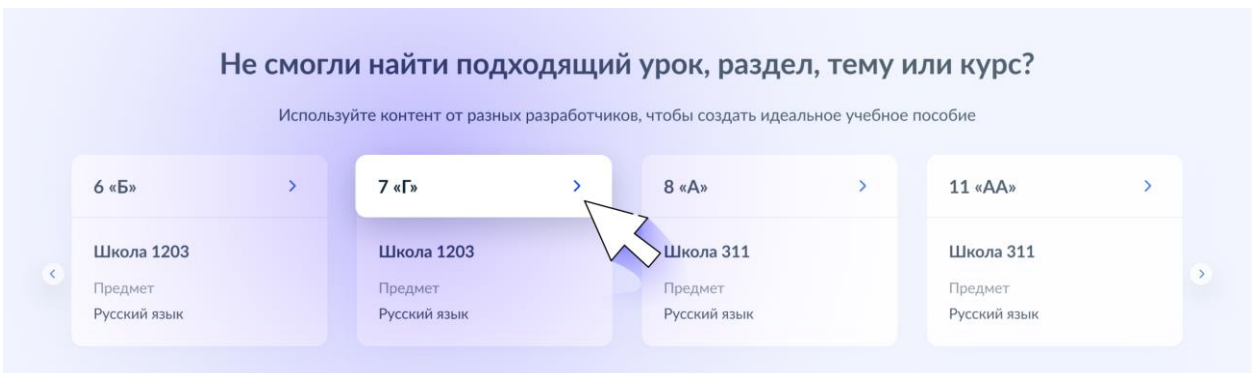 Не смогли найти подходящий урок, раздел, тему или курс?
Используйте контент от разных разработчиков, чтобы создать идеальное учебное пособие
6 «Б»
Школа 1203
Предмет
Русский язык
7 «Г»
Школа 1203
Предмет
Русский язык
8 «А»
Школа 311
Предмет
Русский язык
11 «АА»
Школа 311
Предмет
Русский язык